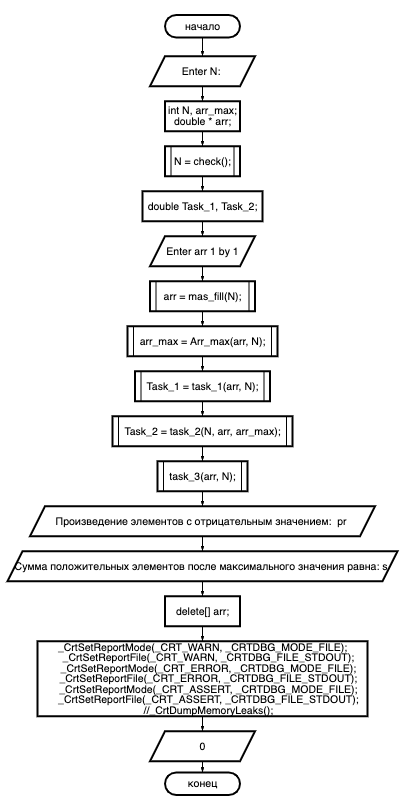 начало
Enter N:
int N, arr_max;
double * arr;
N = check();
double Task_1, Task_2;
Enter arr 1 by 1
arr = mas_fill(N);
arr_max = Arr_max(arr, N);
Task_1 = task_1(arr, N);
Task_2 = task_2(N, arr, arr_max);
task_3(arr, N);
Произведение элементов с отрицательным значением: pr
Сумма положительных элементов после максимального значения равна: s
delete[] arr;
_CrtSetReportMode(_CRT_WARN, _CRTDBG_MODE_FILE);
_CrtSetReportFile(_CRT_WARN, _CRTDBG_FILE_STDOUT);
_CrtSetReportMode(_CRT_ERROR, _CRTDBG_MODE_FILE);
_CrtSetReportFile(_CRT_ERROR, _CRTDBG_FILE_STDOUT);
_CrtSetReportMode(_CRT_ASSERT, _CRTDBG_MODE_FILE);
_CrtSetReportFile(_CRT_ASSERT, _CRTDBG_FILE_STDOUT);
//_CrtDumpMemoryLeaks();
0
конец